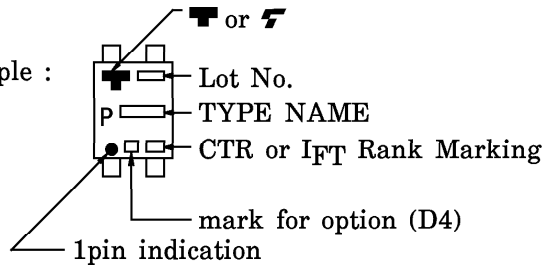 or
ple :
Lot No.
P
TYPE NAME
CTR or IFT Rank Marking
mark for option (D4)
1pin indication